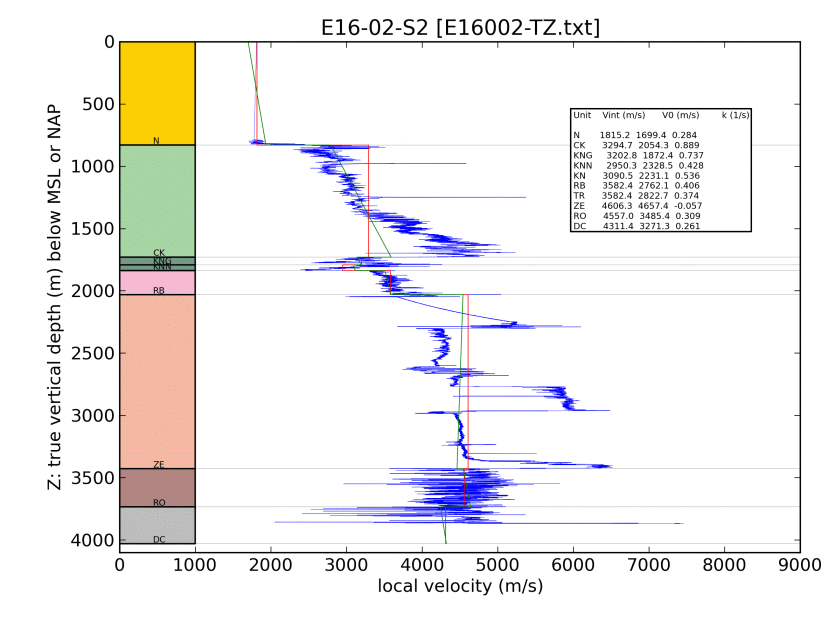 E16-02-S2 [E16002-TZ.txt]
0
500
1000
1500
2000
2500
3000
3500
4000
Z: true vertical depth (m) below MSL or NAP
N
CK
KNG
KNN
RB
ZE
RO
DC
Unit Vint (m/s) V0 (m/s) k (1/s)
N 1815.2 1699.4 0.284
CK 3294.7 2054.3 0.889
KNG 3202.8 1872.4 0.737
KNN 2950.3 2328.5 0.428
KN 3090.5 2231.1 0.536
RB 3582.4 2762.1 0.406
TR 3582.4 2822.7 0.374
ZE 4606.3 4657.4 -0.057
RO 4557.0 3485.4 0.309
DC 4311.4 3271.3 0.261
0 1000 2000 3000 4000 5000 6000 7000 8000 9000
local velocity (m/s)